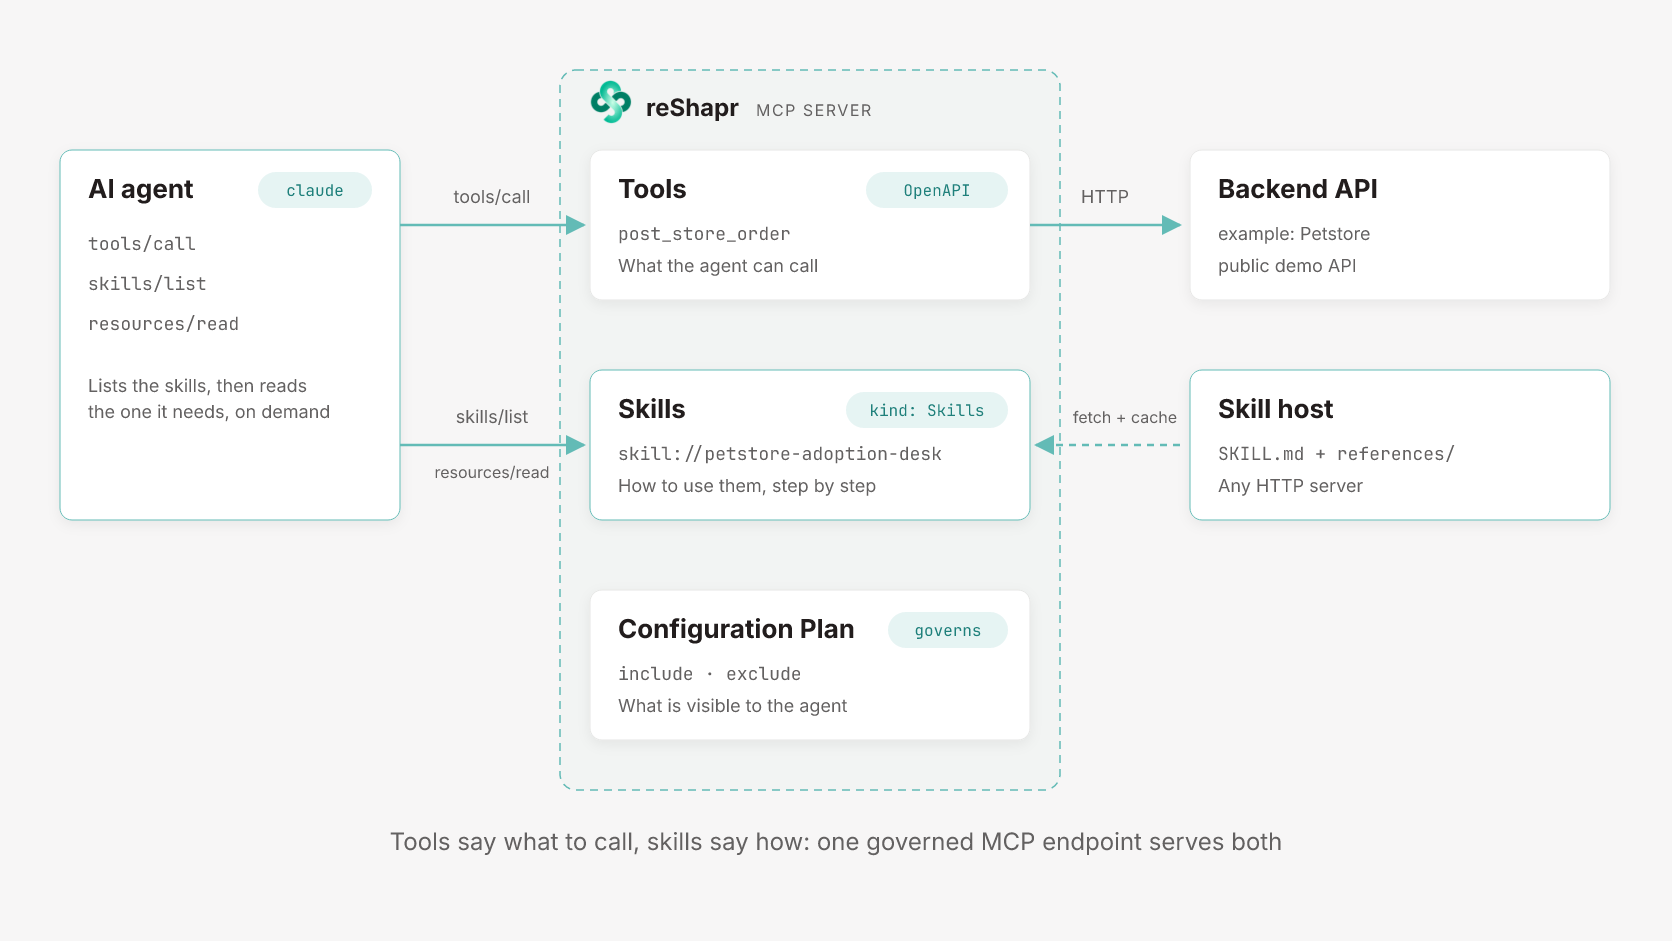 reShapr MCP SERVER
AI agent
claude
tools/call
skills/list
resources/read
Lists the skills, then reads
the one it needs, on demand
tools/call
skills/list
resources/read
Tools
OpenAPI
post_store_order
What the agent can call
Skills
kind: Skills
skill://petstore-adoption-desk
How to use them, step by step
Configuration Plan
governs
include · exclude
What is visible to the agent
HTTP
fetch + cache
Backend API
example: Petstore
public demo API
Skill host
SKILL.md + references/
Any HTTP server
Tools say what to call, skills say how: one governed MCP endpoint serves both